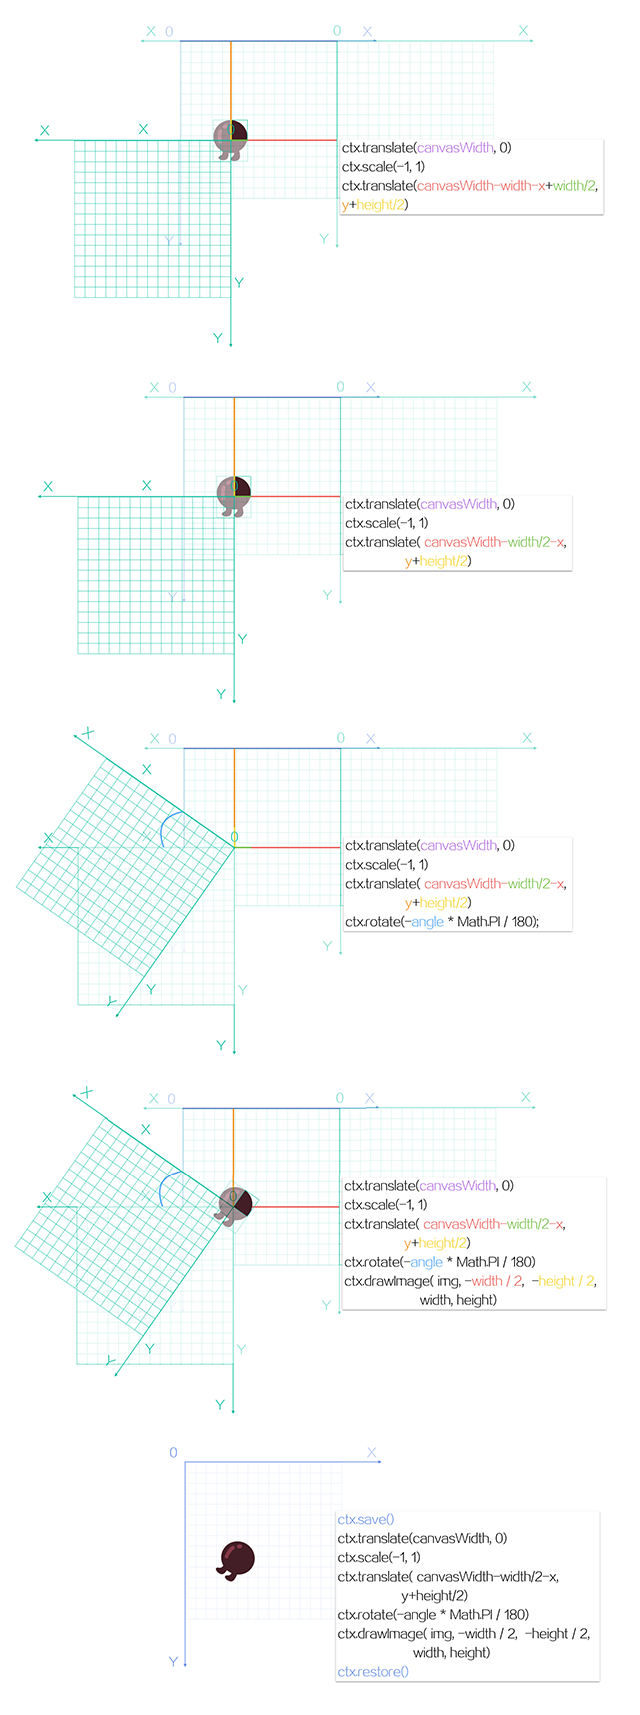 X 0 0 X X
X X 0
ctx.translate(canvasWidth, 0)
ctx.scale(-1, 1)
ctx.translate(canvasWidth-width-x+width/2,
y+height/2)
Y Y
Y
Y
X 0 0 X X
X X 0
ctx.translate(canvasWidth, 0)
ctx.scale(-1, 1)
ctx.translate( canvasWidth-width/2-x,
y+height/2)
Y Y
Y
Y
X X 0 0 X X
X
X 0
ctx.translate(canvasWidth, 0)
ctx.scale(-1, 1)
ctx.translate( canvasWidth-width/2-x,
y+height/2)
ctx.rotate(-angle * Math.PI / 180);
Y
Y Y Y
Y
X X 0 0 X X
X
X 0
ctx.translate(canvasWidth, 0)
ctx.scale(-1, 1)
ctx.translate( canvasWidth-width/2-x,
y+height/2)
ctx.rotate(-angle * Math.PI / 180)
ctx.drawImage( img, -width / 2, -height / 2,
width, height)
Y
Y Y Y
Y
0 X
ctx.save()
ctx.translate(canvasWidth, 0)
ctx.scale(-1, 1)
ctx.translate( canvasWidth-width/2-x,
y+height/2)
ctx.rotate(-angle * Math.PI / 180)
ctx.drawImage( img, -width / 2, -height / 2,
width, height)
Y
ctx.restore()